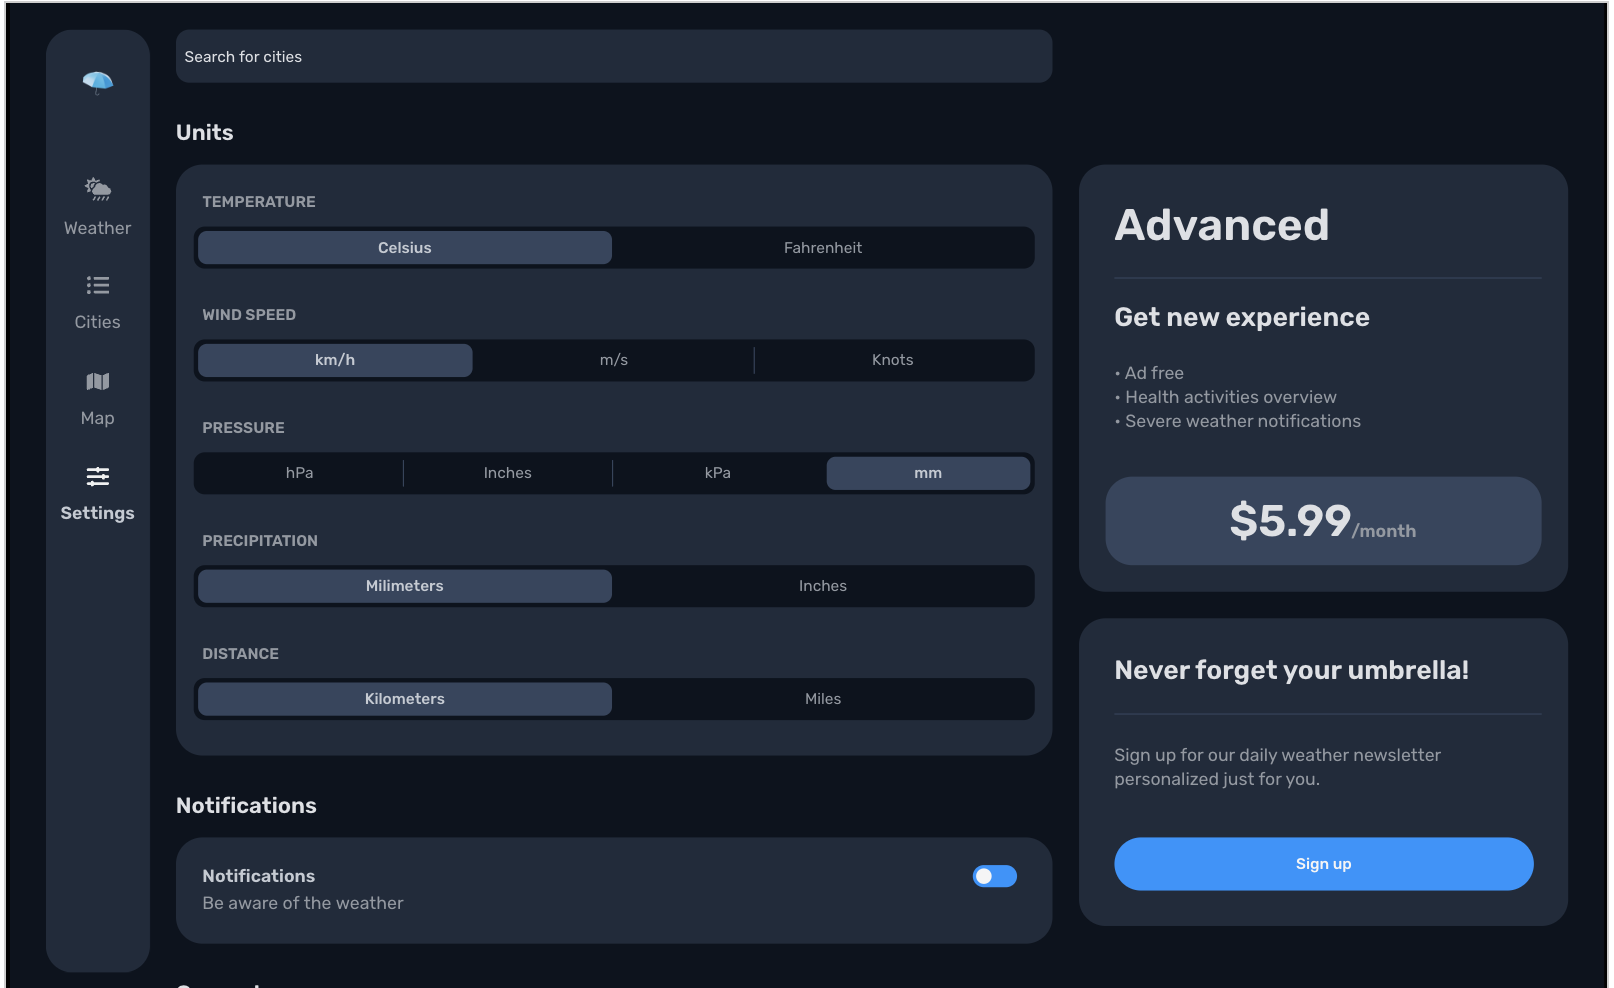 Search for cities
Weather
Cities
Map
Settings
Units
TEMPERATURE
Celsius Fahrenheit
WIND SPEED
km/h m/s Knots
PRESSURE
hPa Inches kPa mm
PRECIPITATION
Milimeters Inches
DISTANCE
Kilometers Miles
Notifications
Notifications
Be aware of the weather
Advanced
Get new experience
• Ad free
• Health activities overview
• Severe weather notifications
$5.99/month
Never forget your umbrella!
Sign up for our daily weather newsletter
personalized just for you.
Sign up